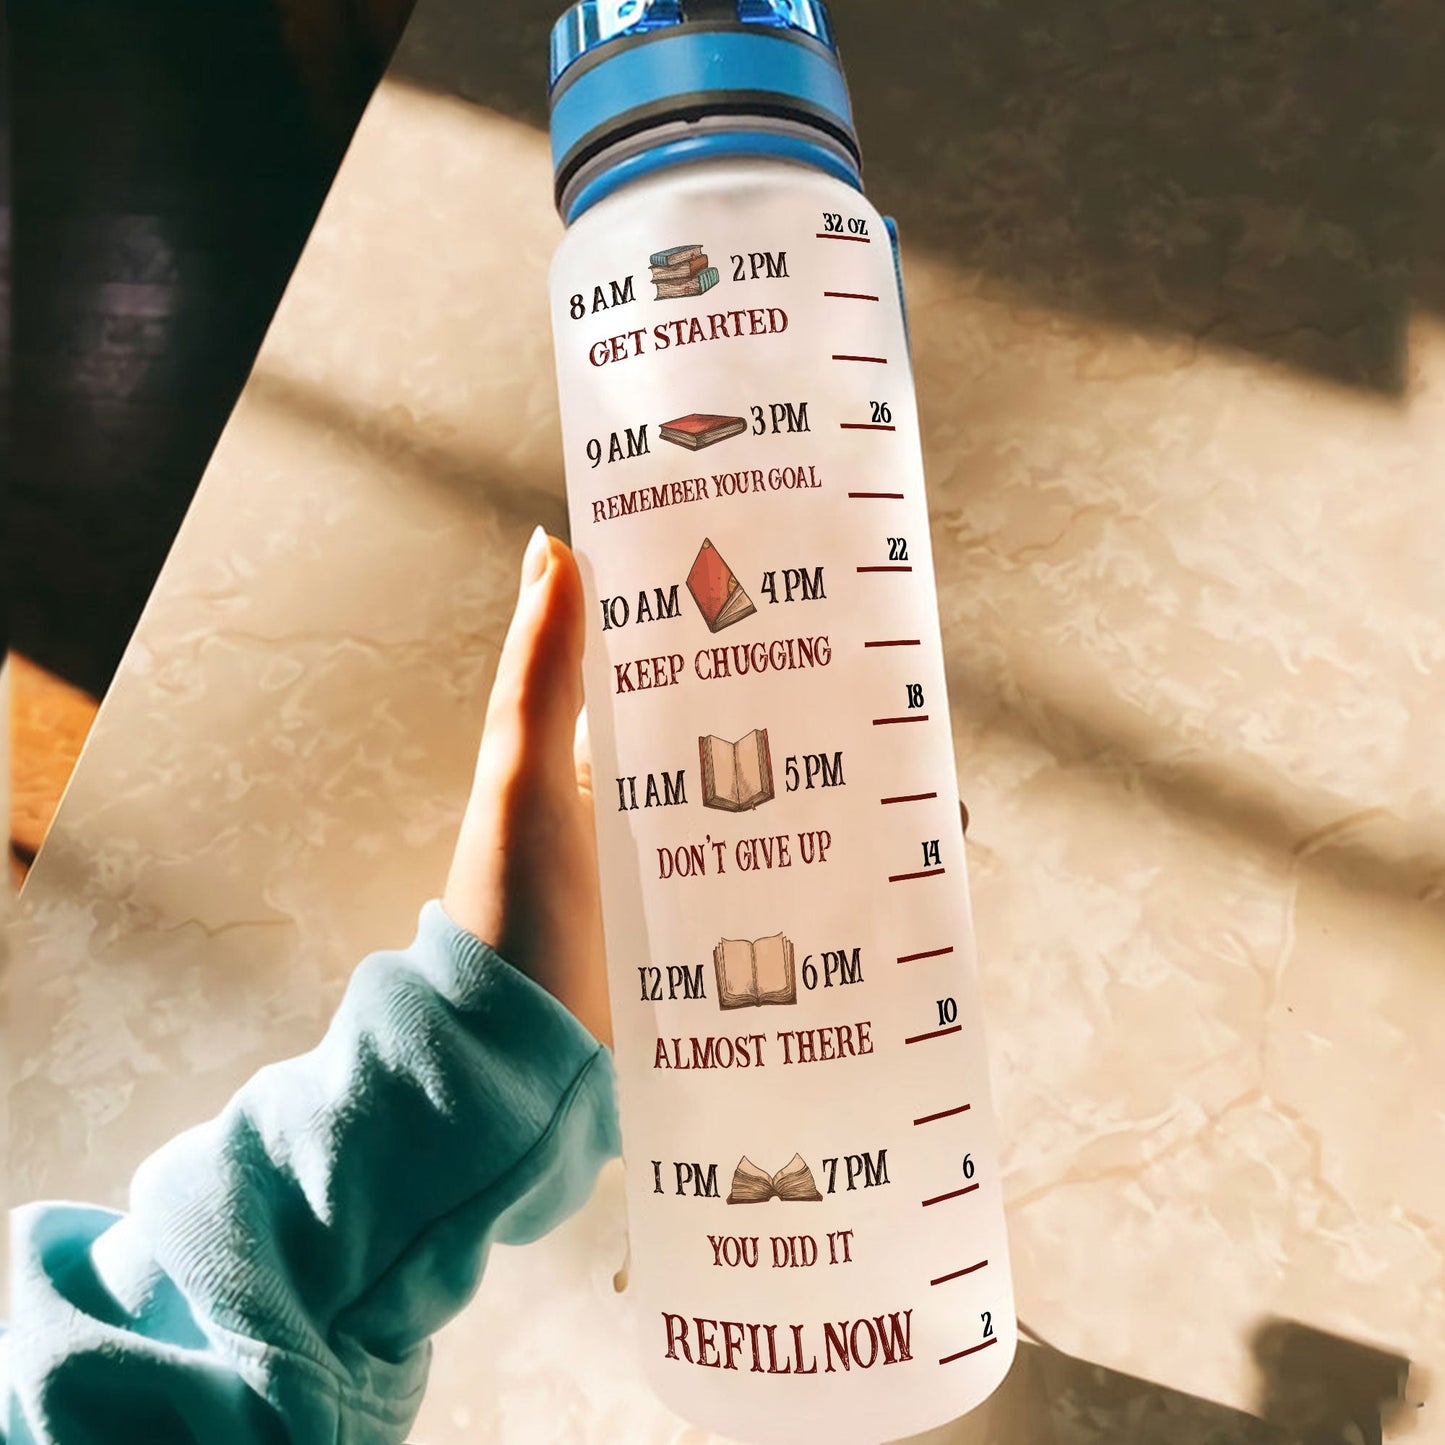 32 OZ
8 AM 2 PM
GET STARTED
26
9 AM 3 PM
REMEMBER YOUR GOAL
22
10 AM 4 PM
KEEP CHUGGING
18
11 AM 5 PM
DON'T GIVE UP
14
12 PM 6 PM
10
ALMOST THERE
6
1 PM 7 PM
YOU DID IT
2
REFILL NOW